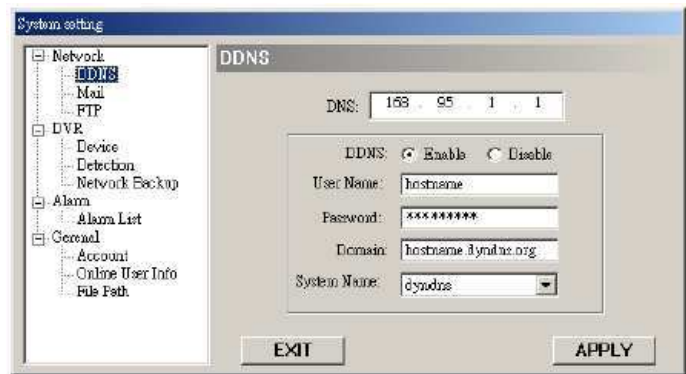 System setting
Network
DDNS
Mail
FTP
DVR
Device
Detection
Network Backup
Alarm
Alarm List
General
Account
Online User Info
File Path
DDNS
DNS: 168 . 95 . 1 . 1
DDNS: Enable Disable
User Name: hostname
Password: *********
Domain: hostname.dyndns.org
System Name: dyndns
EXIT
APPLY